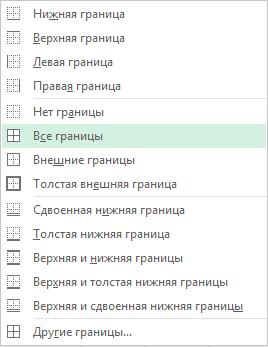 Нижняя граница
Верхняя граница
Левая граница
Правая граница
Нет границы
Все границы
Внешние границы
Толстая внешняя граница
Сдвоенная нижняя граница
Толстая нижняя граница
Верхняя и нижняя границы
Верхняя и толстая нижняя границы
Верхняя и сдвоенная нижняя границы
Другие границы...